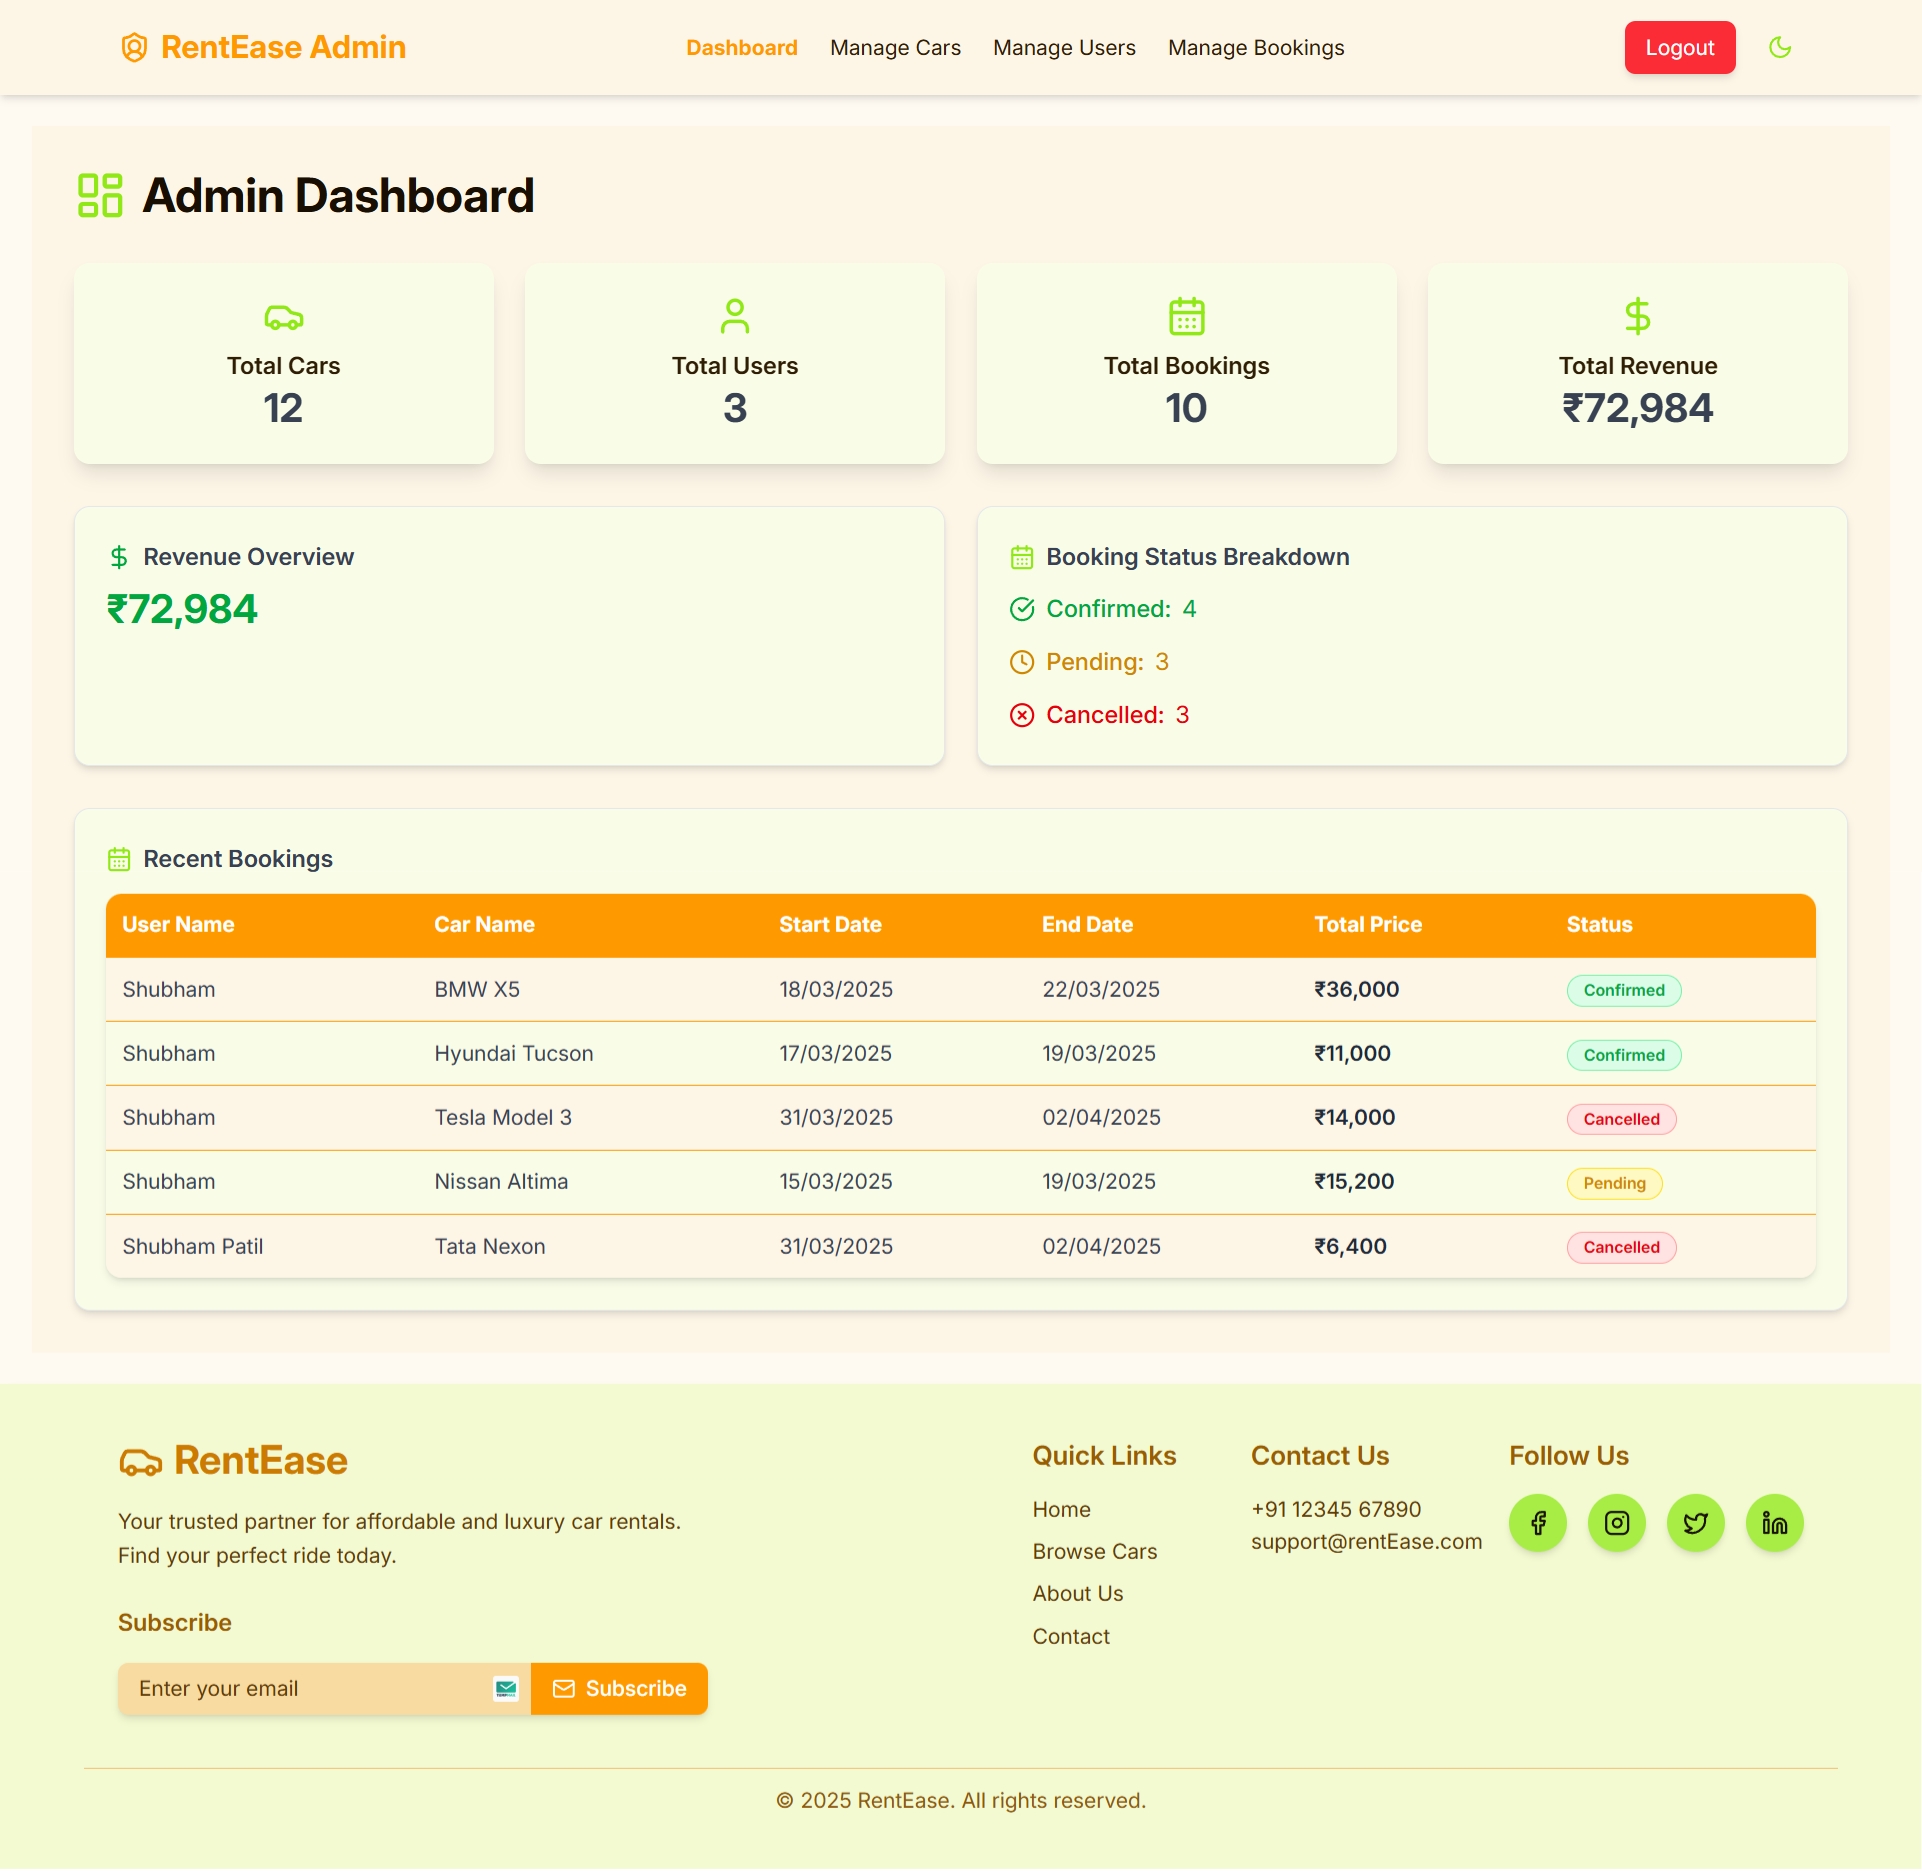 RentEase Admin
Dashboard Manage Cars Manage Users Manage Bookings
Logout
Admin Dashboard
Total Cars
12
Total Users
3
Total Bookings
10
Total Revenue
₹72,984
Revenue Overview
₹72,984
Booking Status Breakdown
Confirmed: 4
Pending: 3
Cancelled: 3
Recent Bookings
User Name Car Name Start Date End Date Total Price Status
Shubham BMW X5 18/03/2025 22/03/2025 ₹36,000 Confirmed
Shubham Hyundai Tucson 17/03/2025 19/03/2025 ₹11,000 Confirmed
Shubham Tesla Model 3 31/03/2025 02/04/2025 ₹14,000 Cancelled
Shubham Nissan Altima 15/03/2025 19/03/2025 ₹15,200 Pending
Shubham Patil Tata Nexon 31/03/2025 02/04/2025 ₹6,400 Cancelled
RentEase
Your trusted partner for affordable and luxury car rentals.
Find your perfect ride today.
Subscribe
Enter your email
Subscribe
Quick Links
Home
Browse Cars
About Us
Contact
Contact Us
+91 12345 67890
support@rentEase.com
Follow Us
© 2025 RentEase. All rights reserved.